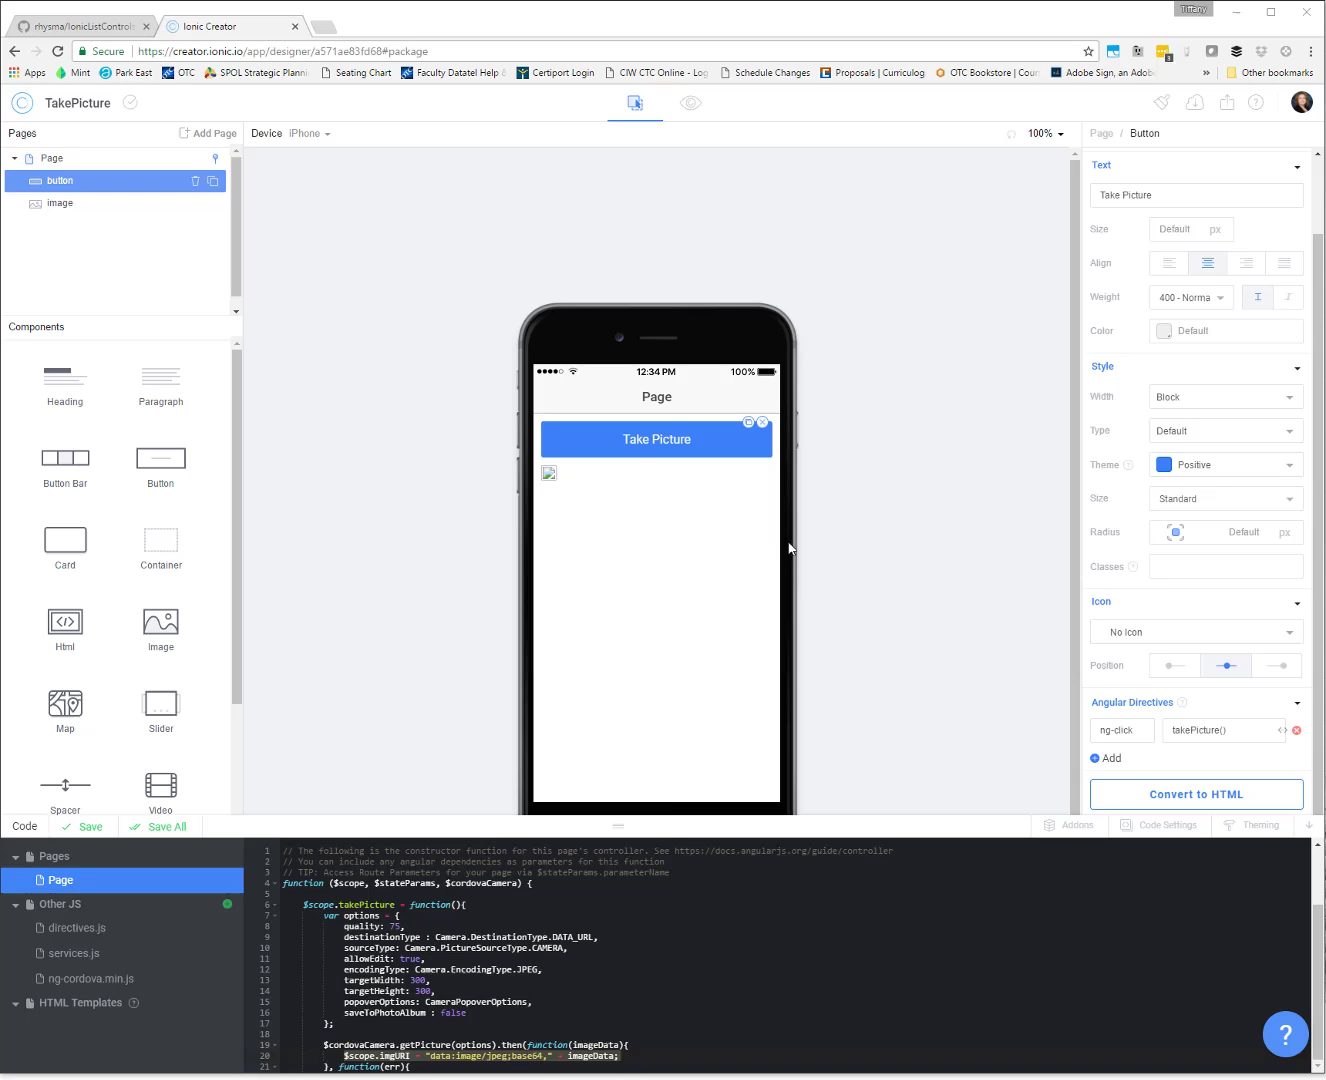 Tiffany
rhysma/IonicListControls
Ionic Creator
Secure
https://creator.ionic.io/app/designer/a571ae83fd68#package
Apps
Mint
Park East
OTC
SPOL Strategic Planni
Seating Chart
Faculty Datatel Help &
Certiport Login
CIW CTC Online - Log
Schedule Changes
Proposals | Curriculog
OTC Bookstore | Coun
Adobe Sign, an Adob
»
Other bookmarks
TakePicture
Pages
Add Page
Device iPhone
100%
Page / Button
Page
button
image
Text
Take Picture
Size
Default px
Align
Weight
400 - Norma
Color
Default
Components
Heading
Paragraph
Button Bar
Button
Card
Container
Html
Image
Map
Slider
Spacer
Video
12:34 PM
100%
Page
Take Picture
Style
Width
Block
Type
Default
Theme
Positive
Size
Standard
Radius
Default px
Classes
Icon
No Icon
Position
Angular Directives
ng-click
takePicture()
Add
Convert to HTML
Code
Save
Save All
Addons
Code Settings
Theming
Pages
Page
Other JS
directives.js
services.js
ng-cordova.min.js
HTML Templates
1 // The following is the constructor function for this page's controller. See https://docs.angularjs.org/guide/controller
2 // You can include any angular dependencies as parameters for this function
3 // TIP: Access Route Parameters for your page via $stateParams.parameterName
4 function ($scope, $stateParams, $cordovaCamera) {
5
6 $scope.takePicture = function(){
7 var options = {
8 quality: 75,
9 destinationType : Camera.DestinationType.DATA_URL,
10 sourceType: Camera.PictureSourceType.CAMERA,
11 allowEdit: true,
12 encodingType: Camera.EncodingType.JPEG,
13 targetWidth: 300,
14 targetHeight: 300,
15 popoverOptions: CameraPopoverOptions,
16 saveToPhotoAlbum : false
17 };
18
19 $cordovaCamera.getPicture(options).then(function(imageData){
20 $scope.imgURI = "data:image/jpeg;base64," + imageData;
21 }, function(err){
?